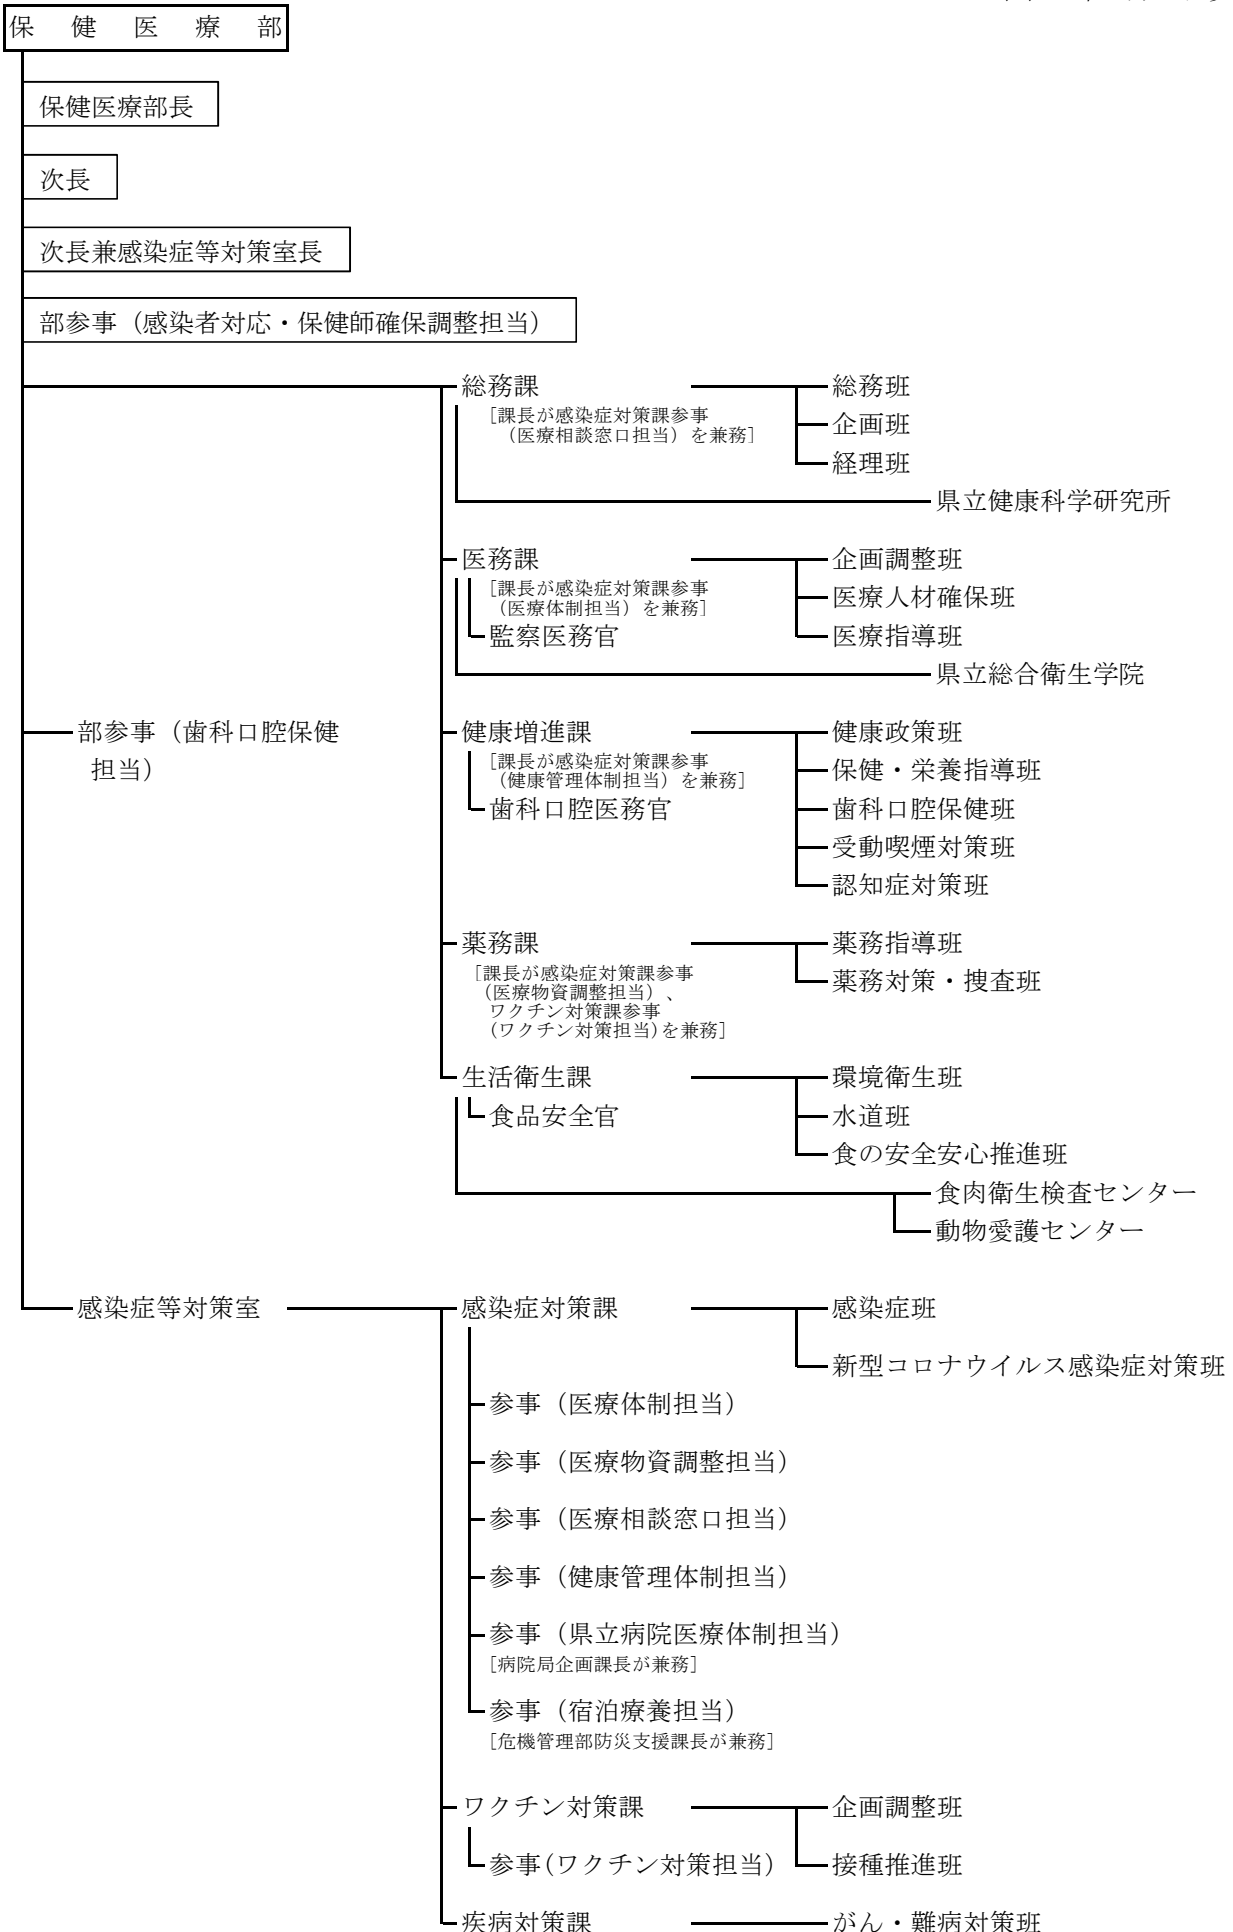 保健医療部
保健医療部長
次長
次長兼感染症等対策室長
部参事（感染者対応・保健師確保調整担当）
総務課
総務班
[課長が感染症対策課参事
（医療相談窓口担当）を兼務]
企画班
経理班
県立健康科学研究所
医務課
企画調整班
[課長が感染症対策課参事
（医療体制担当）を兼務]
医療人材確保班
監察医務官
医療指導班
県立総合衛生学院
部参事（歯科口腔保健
担当）
健康増進課
健康政策班
[課長が感染症対策課参事
（健康管理体制担当）を兼務]
保健・栄養指導班
歯科口腔医務官
歯科口腔保健班
受動喫煙対策班
認知症対策班
薬務課
薬務指導班
[課長が感染症対策課参事
（医療物資調整担当）、
ワクチン対策課参事
(ワクチン対策担当)を兼務]
薬務対策・捜査班
生活衛生課
環境衛生班
食品安全官
水道班
食の安全安心推進班
食肉衛生検査センター
動物愛護センター
感染症等対策室
感染症対策課
感染症班
新型コロナウイルス感染症対策班
参事（医療体制担当）
参事（医療物資調整担当）
参事（医療相談窓口担当）
参事（健康管理体制担当）
参事（県立病院医療体制担当）
[病院局企画課長が兼務]
参事（宿泊療養担当）
[危機管理部防災支援課長が兼務]
ワクチン対策課
企画調整班
参事(ワクチン対策担当)
接種推進班
疾病対策課
がん・難病対策班